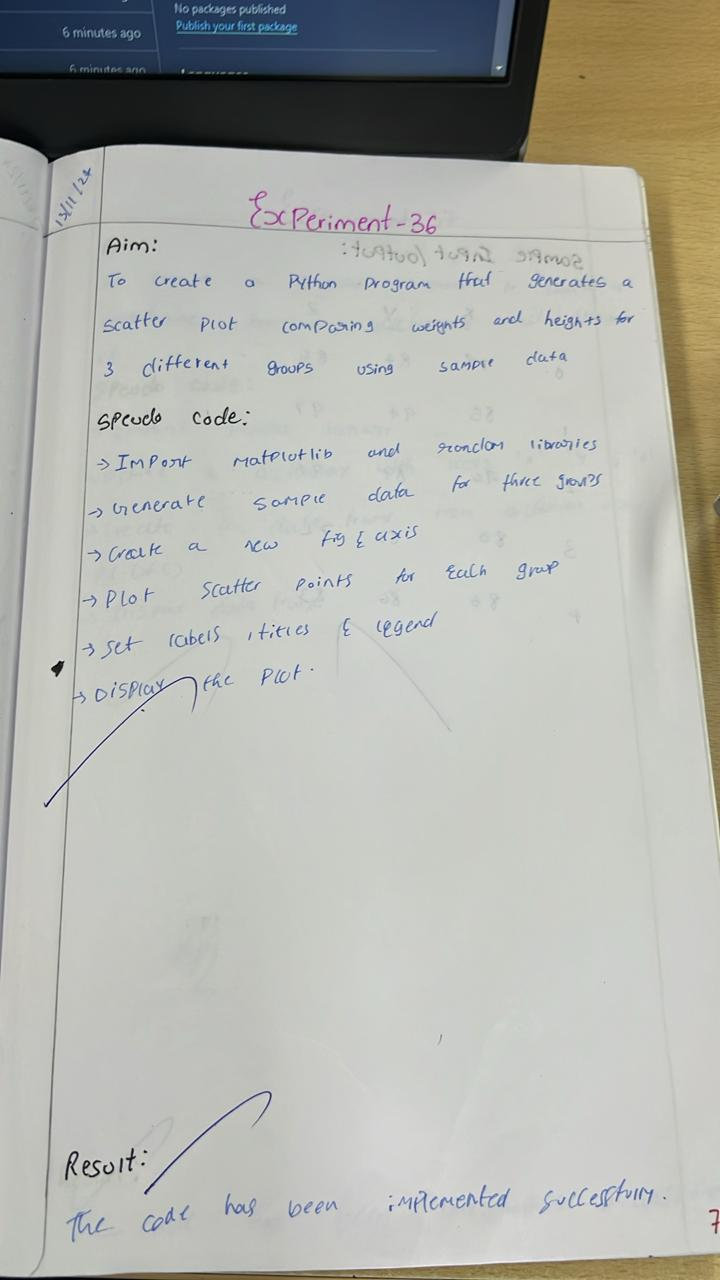 No packages published
6 minutes ago
Publish your first package
6 minutes ago
13/11/24
Experiment-36
Aim:
To create a Python Program that generates a
scatter plot comparing weights and heights for
3 different groups using sample data
Speudo code:
→ Import matplotlib and random libraries
→ Generate sample data for three groups
→ Create a new fig & axis
→ Plot scatter points for each group
→ set labels, titles & legend
→ Display the plot.
Result:
The code has been implemented successfully.
7